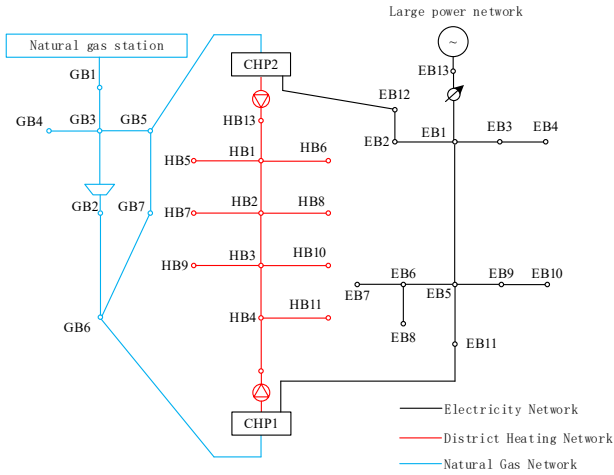 Large power network
Natural gas station
~
CHP2
GB1
EB13
EB12
HB13
GB4
GB3
GB5
EB2
EB1
EB3
EB4
HB5
HB1
HB6
GB2
GB7
HB7
HB2
HB8
HB9
HB3
HB10
EB6
EB7
EB5
EB9
EB10
HB11
GB6
HB4
EB8
EB11
CHP1
Electricity Network
District Heating Network
Natural Gas Network